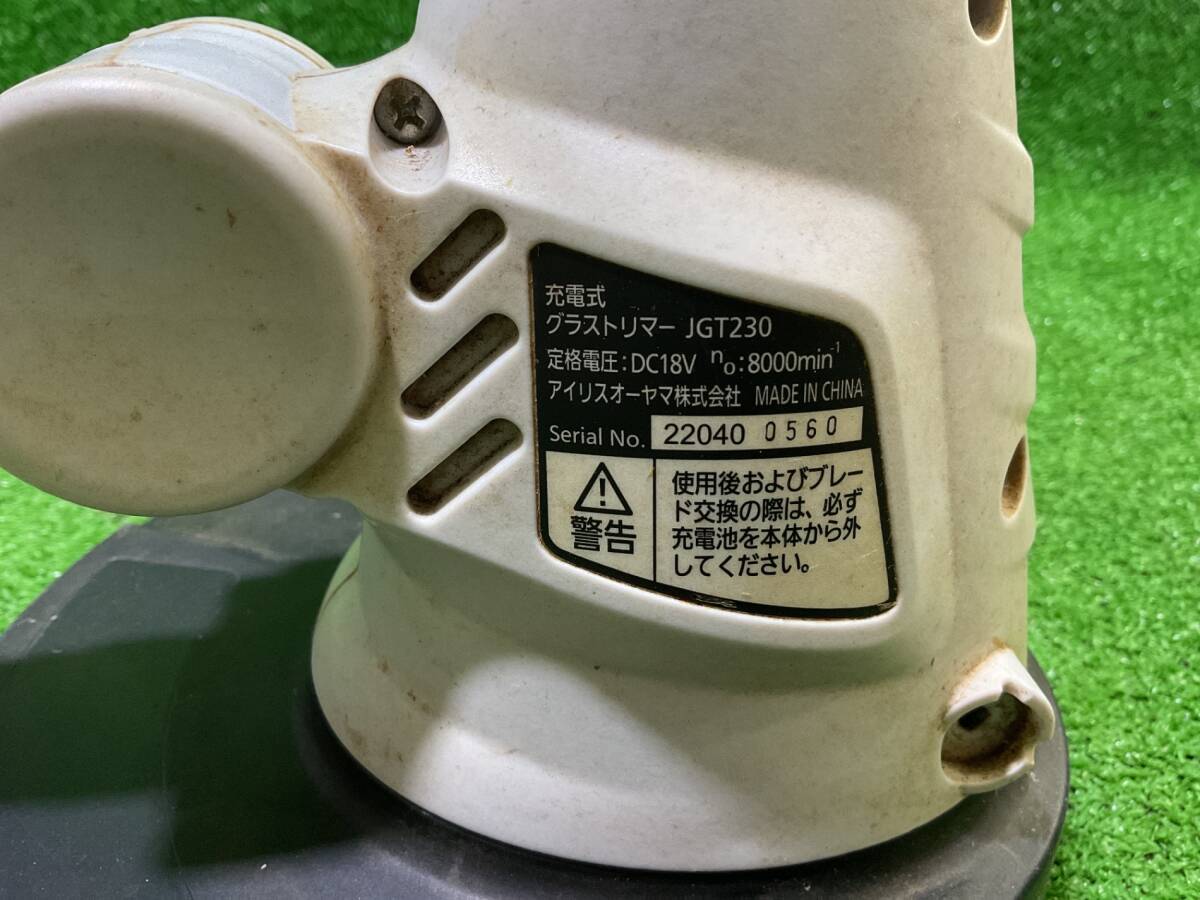 充電式
グラストリマー JGT230
定格電圧:DC18V n₀:8000min⁻¹
アイリスオーヤマ株式会社 MADE IN CHINA
Serial No. 22040 0560
警告
使用後およびブレー
ド交換の際は、必ず
充電池を本体から外
してください。